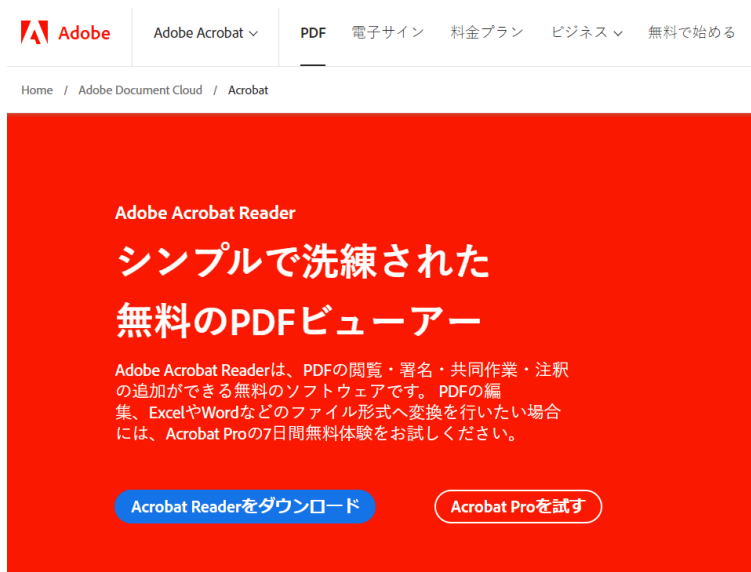 Adobe
Adobe Acrobat
PDF
電子サイン
料金プラン
ビジネス
無料で始める
Home / Adobe Document Cloud / Acrobat
Adobe Acrobat Reader
シンプルで洗練された
無料のPDFビューアー
Adobe Acrobat Readerは、PDFの閲覧・署名・共同作業・注釈
の追加ができる無料のソフトウェアです。 PDFの編
集、ExcelやWordなどのファイル形式へ変換を行いたい場合
には、Acrobat Proの7日間無料体験をお試しください。
Acrobat Readerをダウンロード
Acrobat Proを試す